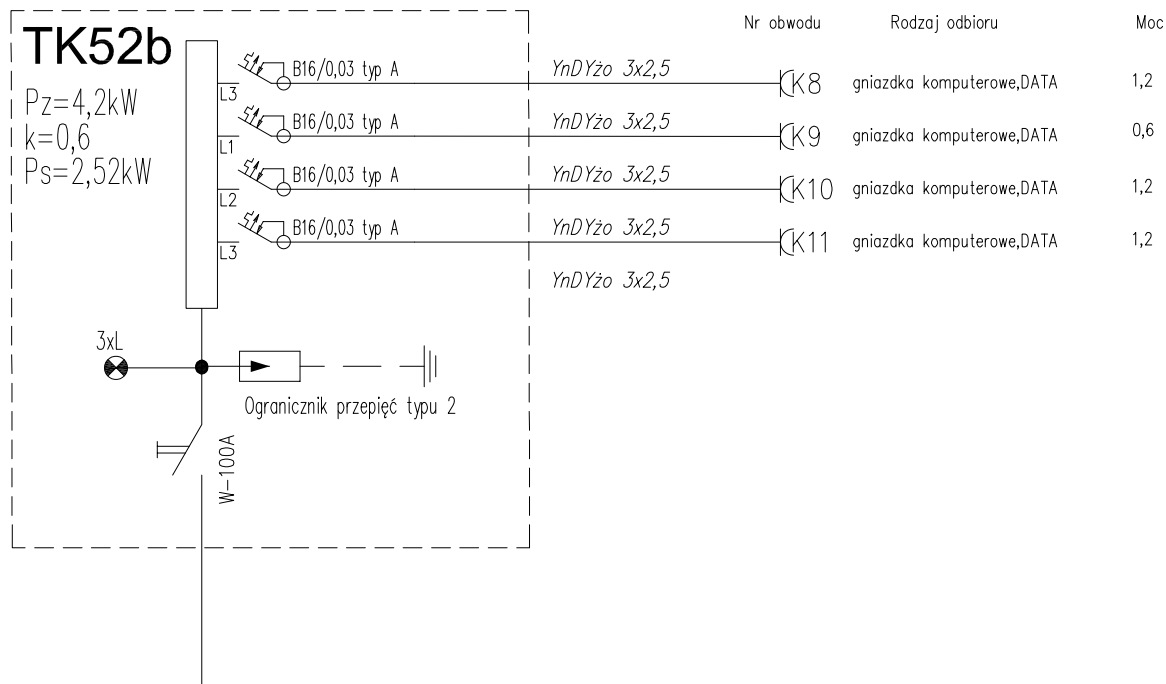 Nr obwodu Rodzaj odbioru Moc
TK52b
Pz=4,2kW
k=0,6
Ps=2,52kW
B16/0,03 typ A YnDYżo 3x2,5
L3 K8 gniazdka komputerowe,DATA 1,2
B16/0,03 typ A YnDYżo 3x2,5
L1 K9 gniazdka komputerowe,DATA 0,6
B16/0,03 typ A YnDYżo 3x2,5
L2 K10 gniazdka komputerowe,DATA 1,2
B16/0,03 typ A YnDYżo 3x2,5
L3 K11 gniazdka komputerowe,DATA 1,2
YnDYżo 3x2,5
3xL
Ogranicznik przepięć typu 2
W-100A